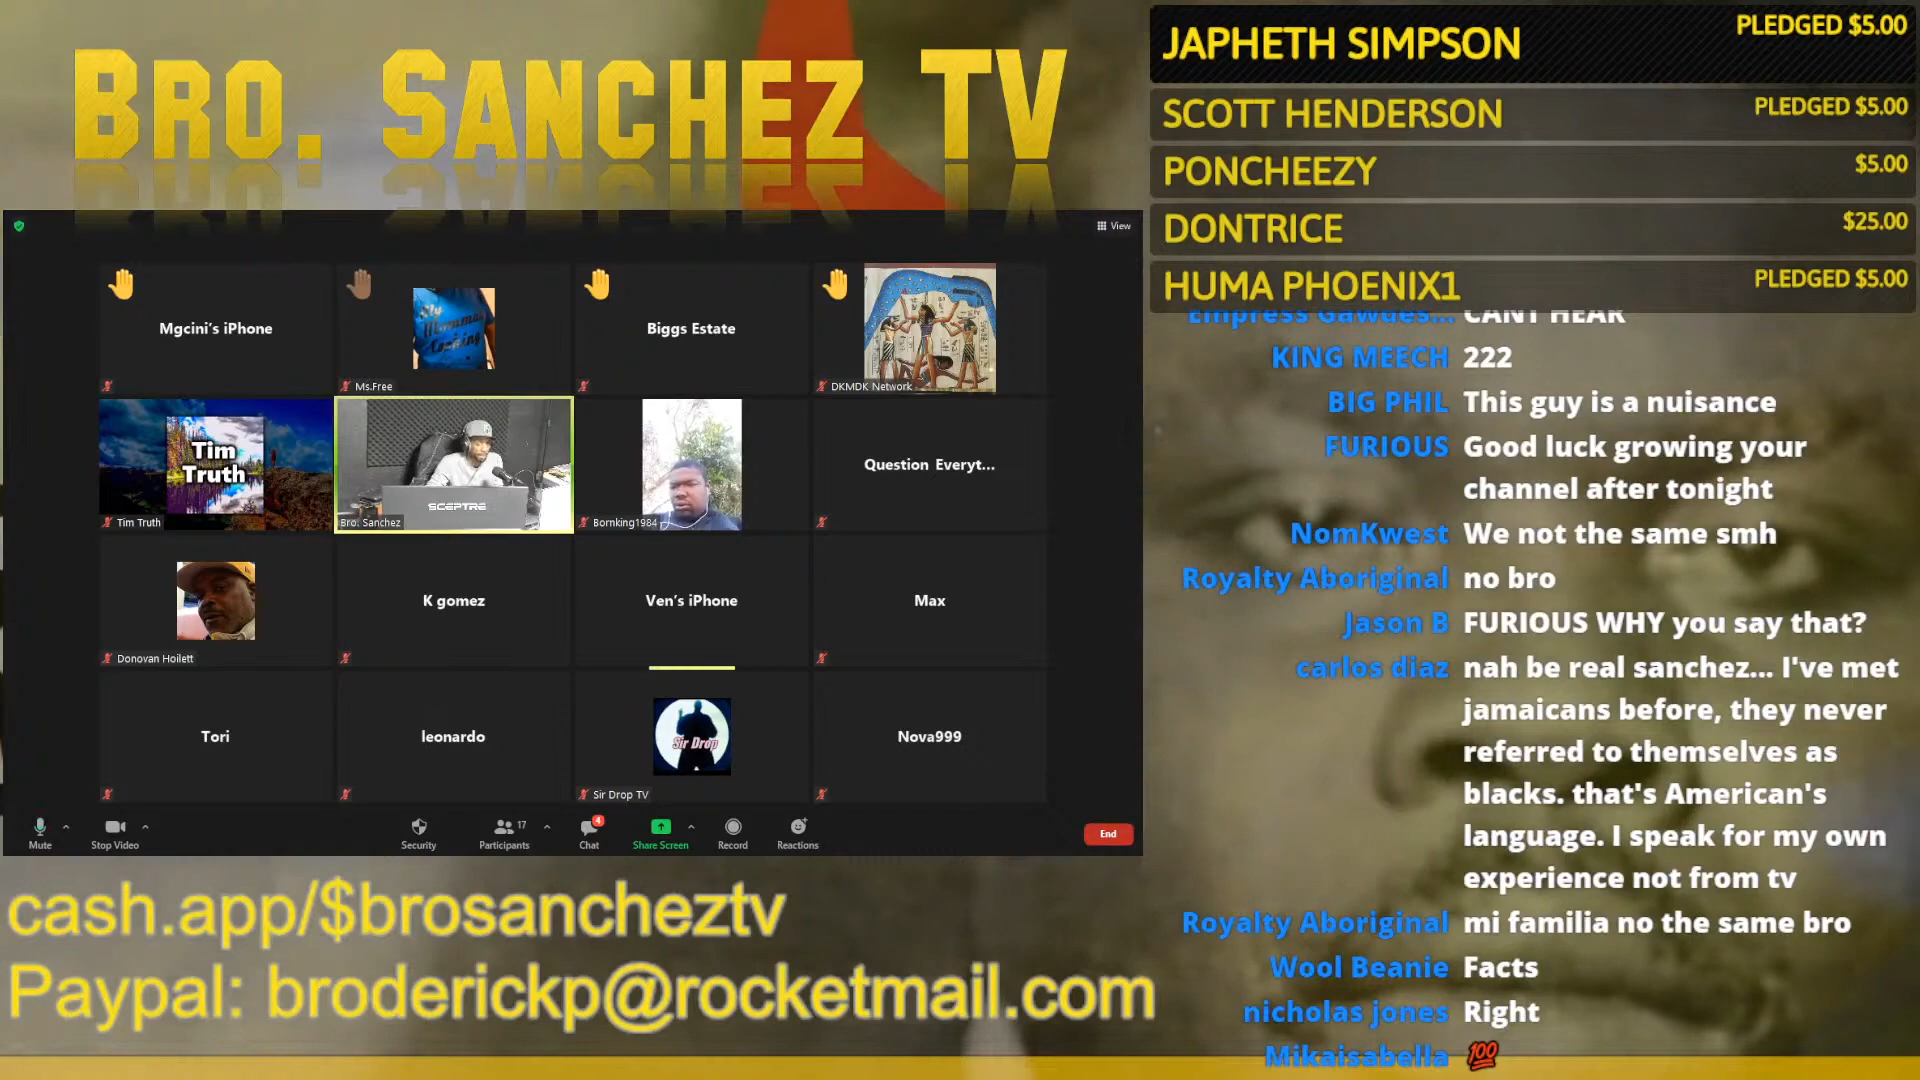 Bro. Sanchez TV
JAPHETH SIMPSON PLEDGED $5.00
SCOTT HENDERSON PLEDGED $5.00
PONCHEEZY $5.00
DONTRICE $25.00
HUMA PHOENIX1 PLEDGED $5.00
View
Mgcini's iPhone
My Mommas Cooking
Ms.Free
Biggs Estate
DKMDK Network
Tim
Truth
Tim Truth
SCEPTRE
Bro. Sanchez
Bornking1984
Question Everyt...
Donovan Hoilett
K gomez
Ven's iPhone
Max
Tori
leonardo
Sir Drop
Sir Drop TV
Nova999
Mute
Stop Video
Security
Participants 17
Chat 4
Share Screen
Record
Reactions
End
cash.app/$brosancheztv
Paypal: broderickp@rocketmail.com
Empress Gawdes... CANT HEAR
KING MEECH 222
BIG PHIL This guy is a nuisance
FURIOUS Good luck growing your
channel after tonight
NomKwest We not the same smh
Royalty Aboriginal no bro
Jason B FURIOUS WHY you say that?
carlos diaz nah be real sanchez... I've met
jamaicans before, they never
referred to themselves as
blacks. that's American's
language. I speak for my own
experience not from tv
Royalty Aboriginal mi familia no the same bro
Wool Beanie Facts
nicholas jones Right
Mikaisabella 💯